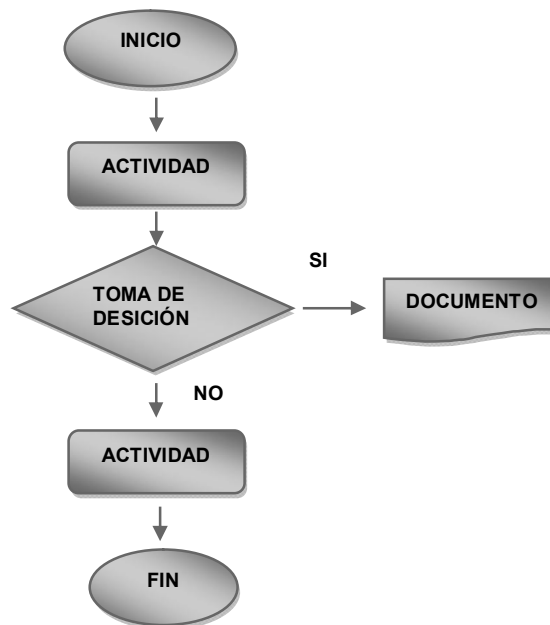 INICIO
ACTIVIDAD
SI
TOMA DE
DESICIÓN
DOCUMENTO
NO
ACTIVIDAD
FIN